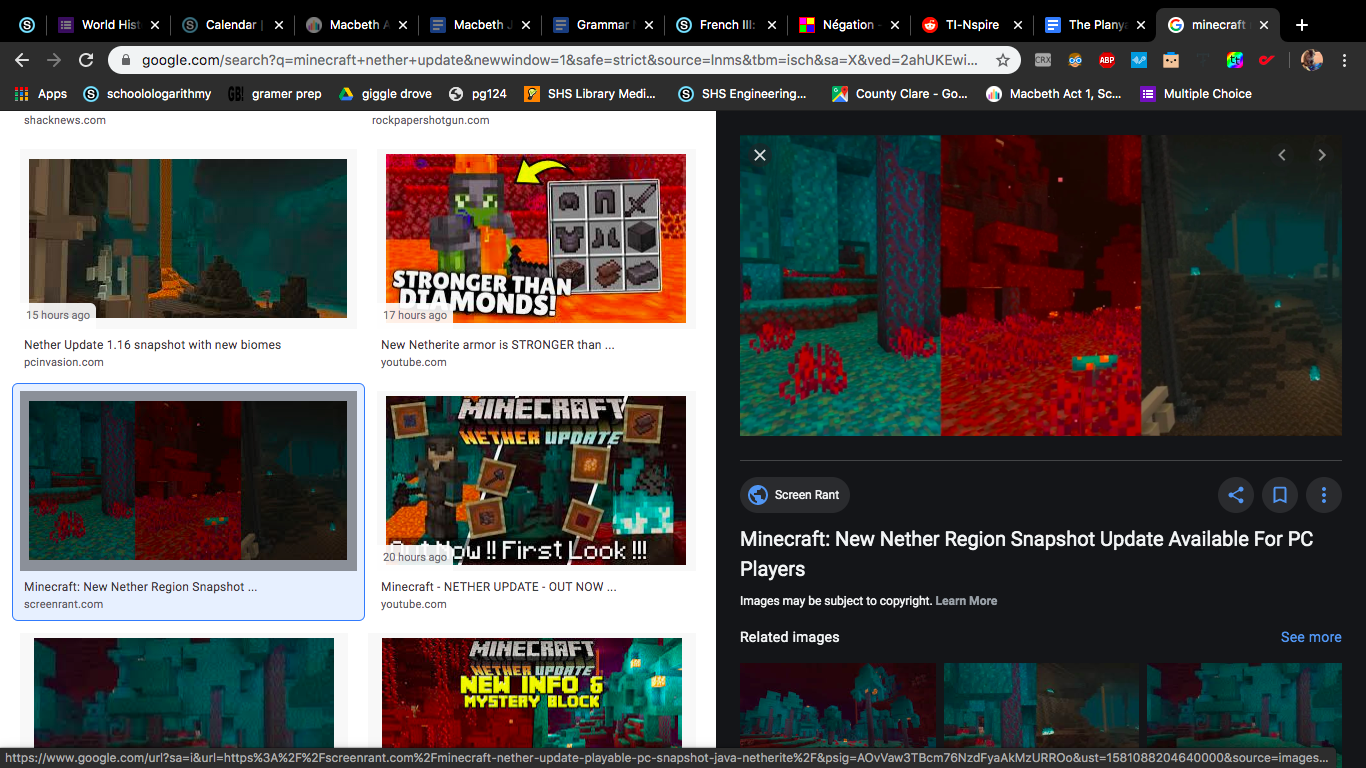 World Hist
Calendar |
Macbeth A
Macbeth J
Grammar
French III:
Négation -
TI-Nspire
The Planya
minecraft
google.com/search?q=minecraft+nether+update&newwindow=1&safe=strict&source=lnms&tbm=isch&sa=X&ved=2ahUKEwi...
CRX
ABP
Apps
schoolologarithmy
GB!
gramer prep
giggle drove
pg124
SHS Library Medi...
SHS Engineering...
County Clare - Go...
Macbeth Act 1, Sc...
Multiple Choice
shacknews.com
rockpapershotgun.com
15 hours ago
Nether Update 1.16 snapshot with new biomes
pcinvasion.com
STRONGER THAN
DIAMONDS!
17 hours ago
New Netherite armor is STRONGER than ...
youtube.com
Minecraft: New Nether Region Snapshot ...
screenrant.com
MINECRAFT
NETHER UPDATE
Out Now !! First Look !!!
20 hours ago
Minecraft - NETHER UPDATE - OUT NOW ...
youtube.com
MINECRAFT
NETHER UPDATE
NEW INFO &
MYSTERY BLOCK
Screen Rant
Minecraft: New Nether Region Snapshot Update Available For PC
Players
Images may be subject to copyright. Learn More
Related images
See more
https://www.google.com/url?sa=i&url=https%3A%2F%2Fscreenrant.com%2Fminecraft-nether-update-playable-pc-snapshot-java-netherite%2F&psig=AOvVaw3TBcm76NzdFyaAkMzURROo&ust=1581088204640000&source=images...